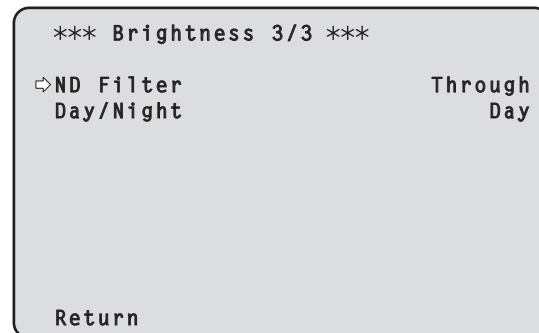 *** Brightness 3/3 ***
⇨ND Filter Through
Day/Night Day
Return